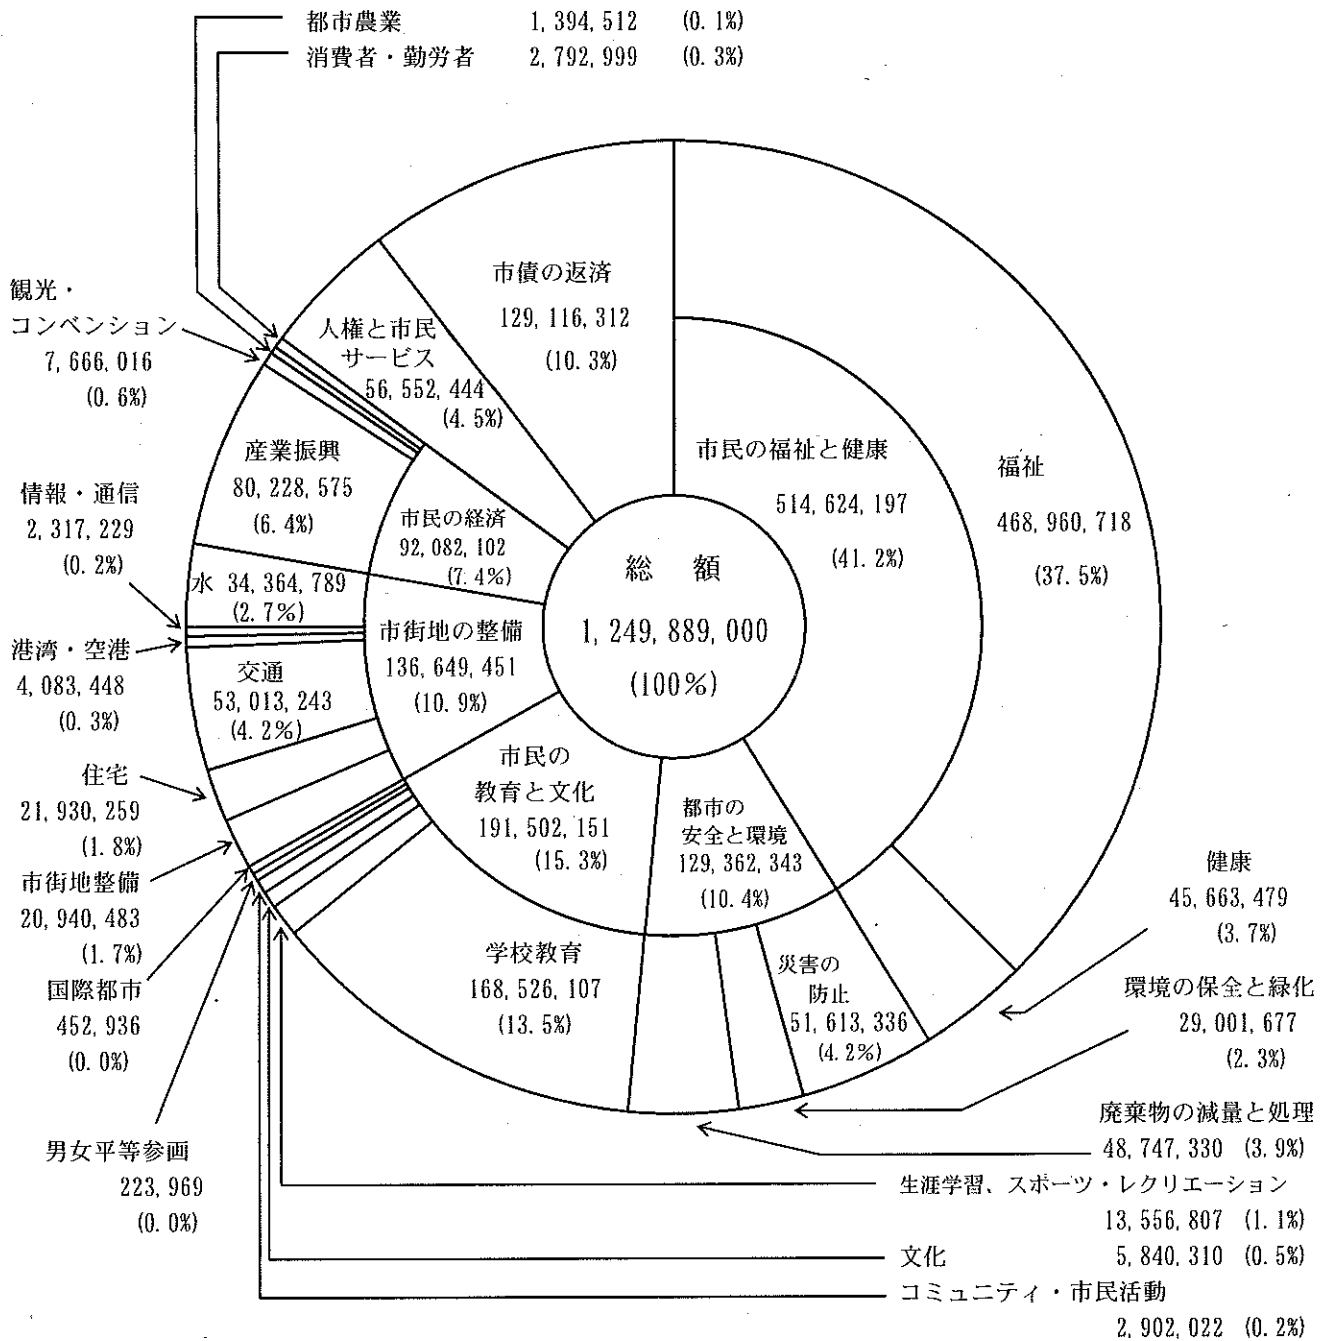 都市農業 1,394,512 (0.1%)
消費者・勤労者 2,792,999 (0.3%)
観光・
コンベンション
7,666,016
(0.6%)
人権と市民
サービス
56,552,444
(4.5%)
市債の返済
129,116,312
(10.3%)
産業振興
80,228,575
(6.4%)
情報・通信
2,317,229
(0.2%)
水 34,364,789
(2.7%)
港湾・空港
4,083,448
(0.3%)
交通
53,013,243
(4.2%)
住宅
21,930,259
(1.8%)
市街地整備
20,940,483
(1.7%)
国際都市
452,936
(0.0%)
男女平等参画
223,969
(0.0%)
市民の経済
92,082,102
(7.4%)
市街地の整備
136,649,451
(10.9%)
市民の
教育と文化
191,502,151
(15.3%)
総額
1,249,889,000
(100%)
市民の福祉と健康
514,624,197
(41.2%)
福祉
468,960,718
(37.5%)
都市の
安全と環境
129,362,343
(10.4%)
学校教育
168,526,107
(13.5%)
災害の
防止
51,613,336
(4.2%)
健康
45,663,479
(3.7%)
環境の保全と緑化
29,001,677
(2.3%)
廃棄物の減量と処理
48,747,330 (3.9%)
生涯学習、スポーツ・レクリエーション
13,556,807 (1.1%)
文化 5,840,310 (0.5%)
コミュニティ・市民活動
2,902,022 (0.2%)